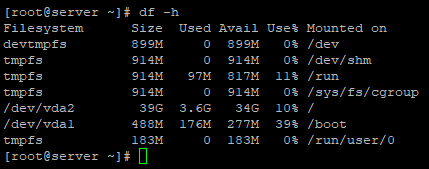 [root@server ~]# df -h
Filesystem      Size  Used Avail Use% Mounted on
devtmpfs        899M     0  899M   0% /dev
tmpfs           914M     0  914M   0% /dev/shm
tmpfs           914M   97M  817M  11% /run
tmpfs           914M     0  914M   0% /sys/fs/cgroup
/dev/vda2        39G  3.6G   34G  10% /
/dev/vda1       488M  176M  277M  39% /boot
tmpfs           183M     0  183M   0% /run/user/0
[root@server ~]#